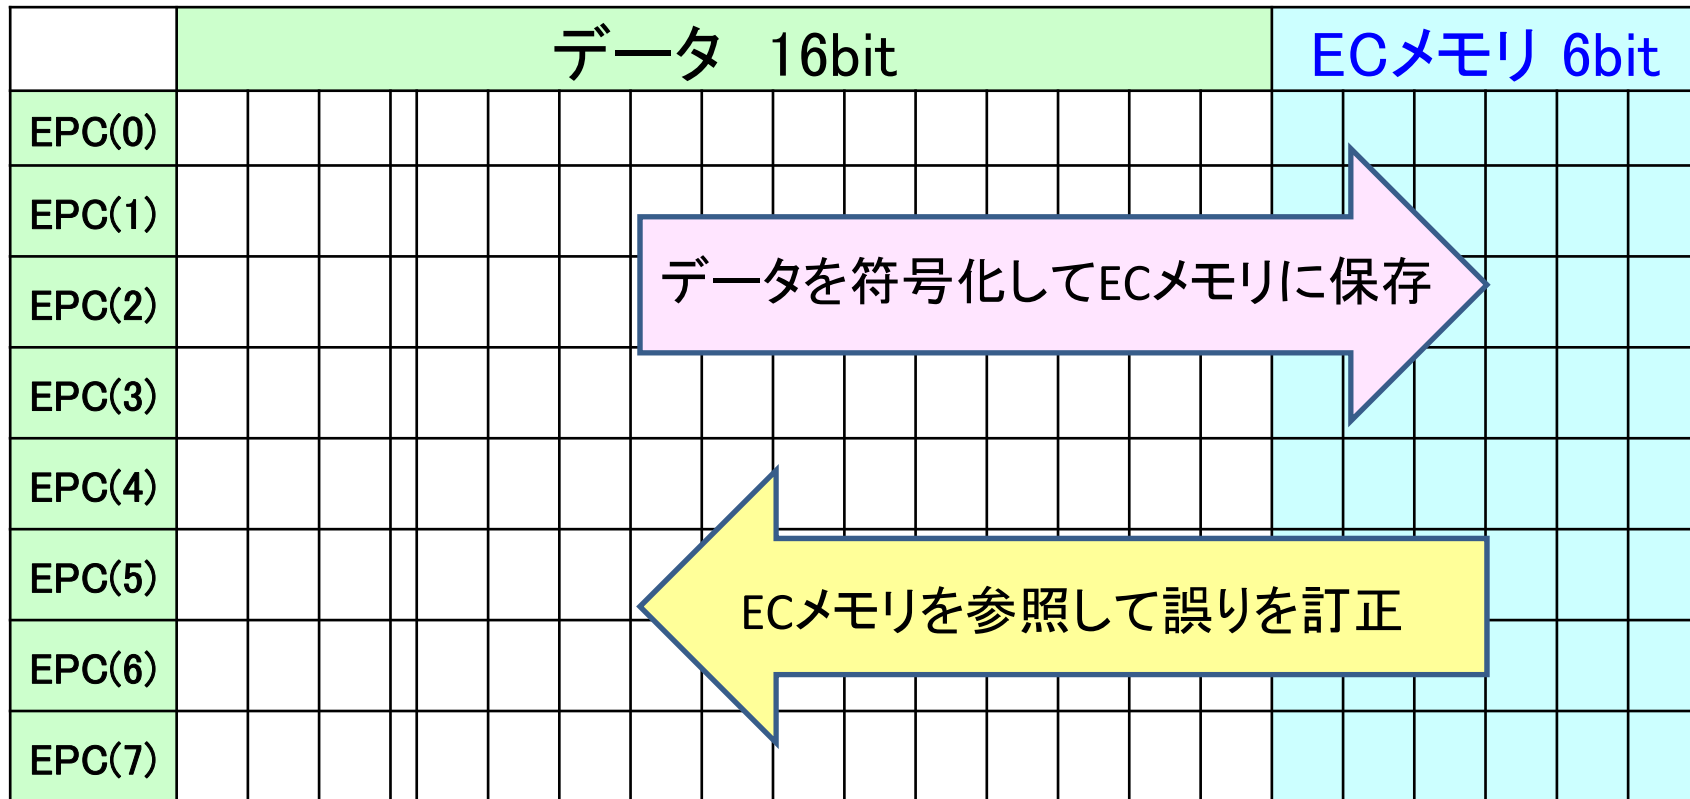 データ 16bit
ECメモリ 6bit
EPC(0)
EPC(1)
EPC(2)
EPC(3)
EPC(4)
EPC(5)
EPC(6)
EPC(7)
データを符号化してECメモリに保存
ECメモリを参照して誤りを訂正